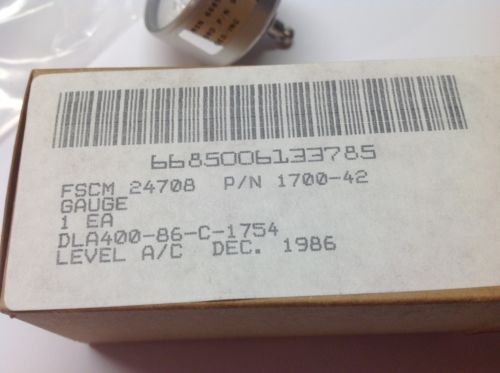 6685006133785
FSCM 24708 P/N 1700-42
GAUGE
1 EA
DLA400-86-C-1754
LEVEL A/C DEC. 1986